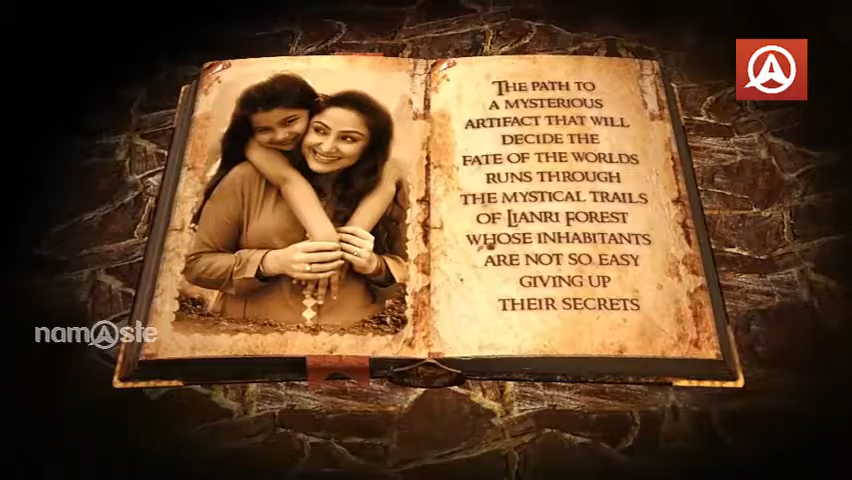 THE PATH TO
A MYSTERIOUS
ARTIFACT THAT WILL
DECIDE THE
FATE OF THE WORLDS
RUNS THROUGH
THE MYSTICAL TRAILS
OF LIANRI FOREST
WHOSE INHABITANTS
ARE NOT SO EASY
GIVING UP
THEIR SECRETS
namAste
A